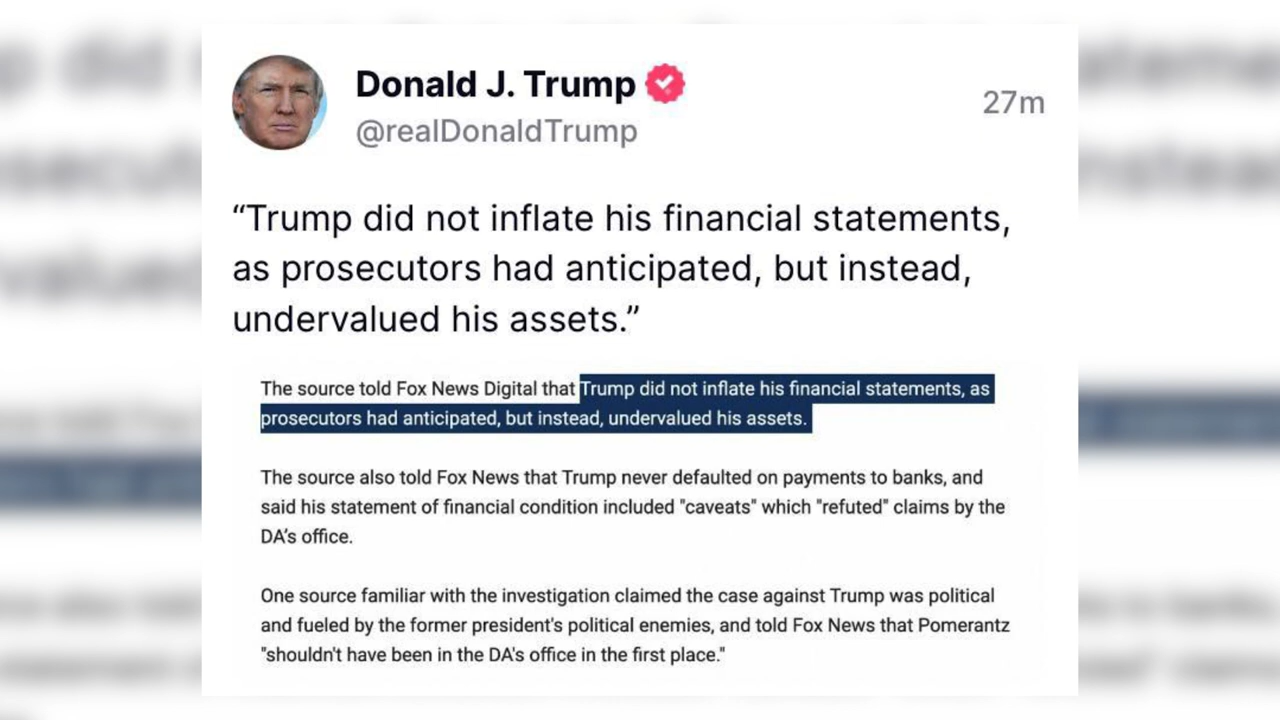 Donald J. Trump
@realDonaldTrump
27m
“Trump did not inflate his financial statements,
as prosecutors had anticipated, but instead,
undervalued his assets.”
The source told Fox News Digital that Trump did not inflate his financial statements, as
prosecutors had anticipated, but instead, undervalued his assets.
The source also told Fox News that Trump never defaulted on payments to banks, and
said his statement of financial condition included "caveats" which "refuted" claims by the
DA’s office.
One source familiar with the investigation claimed the case against Trump was political
and fueled by the former president's political enemies, and told Fox News that Pomerantz
"shouldn't have been in the DA's office in the first place."